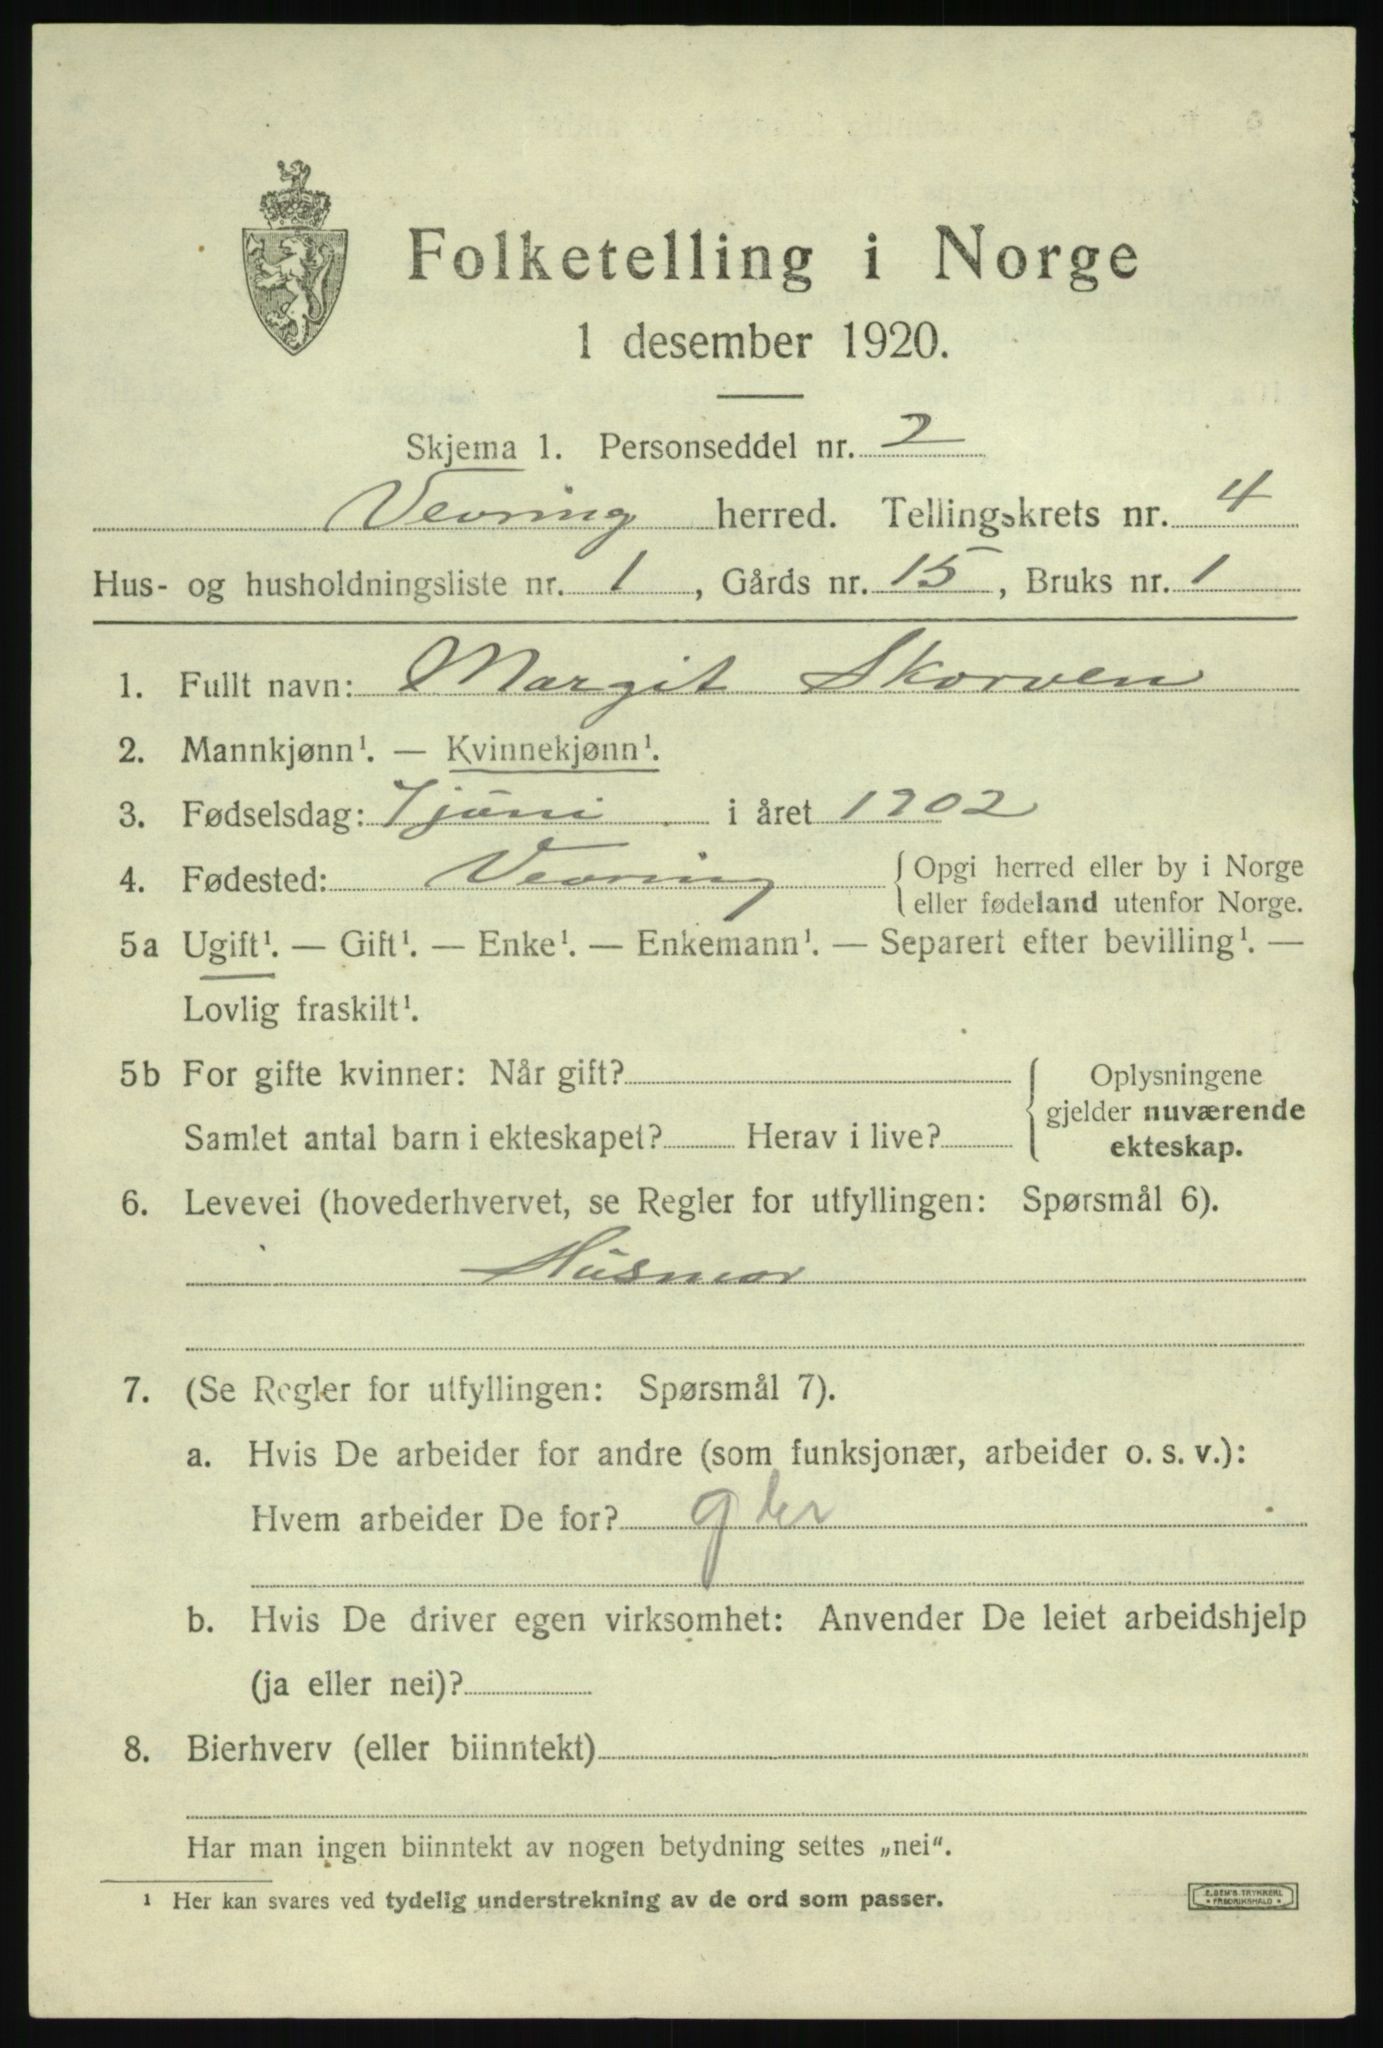 Folketelling i Norge
1 desember 1920.
Skjema 1. Personseddel nr. 2
Vevring herred. Tellingskrets nr. 4
Hus- og husholdningsliste nr. 1, Gårds nr. 15, Bruks nr. 1
1. Fullt navn: Margit Skorven
2. Mannkjønn¹. — Kvinnekjønn¹.
3. Fødselsdag: 7 juni i året 1902
4. Fødested: Vevring { Opgi herred eller by i Norge
eller fødeland utenfor Norge.
5a Ugift¹. — Gift¹. — Enke¹. — Enkemann¹. — Separert efter bevilling¹. —
Lovlig fraskilt¹.
5b For gifte kvinner: Når gift? { Oplysningene
gjelder nuværende
Samlet antal barn i ekteskapet? Herav i live?
ekteskap.
6. Levevei (hovederhvervet, se Regler for utfyllingen: Spørsmål 6).
Husmor
7. (Se Regler for utfyllingen: Spørsmål 7).
a. Hvis De arbeider for andre (som funksjonær, arbeider o. s. v.):
Hvem arbeider De for?
b. Hvis De driver egen virksomhet: Anvender De leiet arbeidshjelp
(ja eller nei)?
8. Bierhverv (eller biinntekt)
Har man ingen biinntekt av nogen betydning settes „nei“.
¹ Her kan svares ved tydelig understrekning av de ord som passer.
E. SEM'S TRYKKERI
FREDRIKSHALD